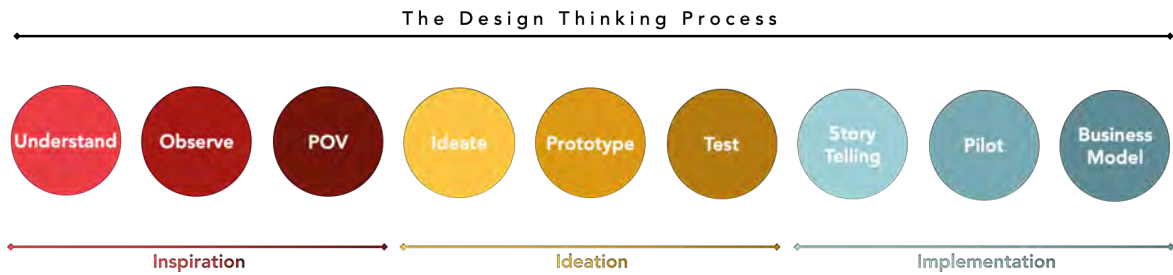 The Design Thinking Process
Understand
Observe
POV
Ideate
Prototype
Test
Story
Telling
Pilot
Business
Model
Inspiration
Ideation
Implementation